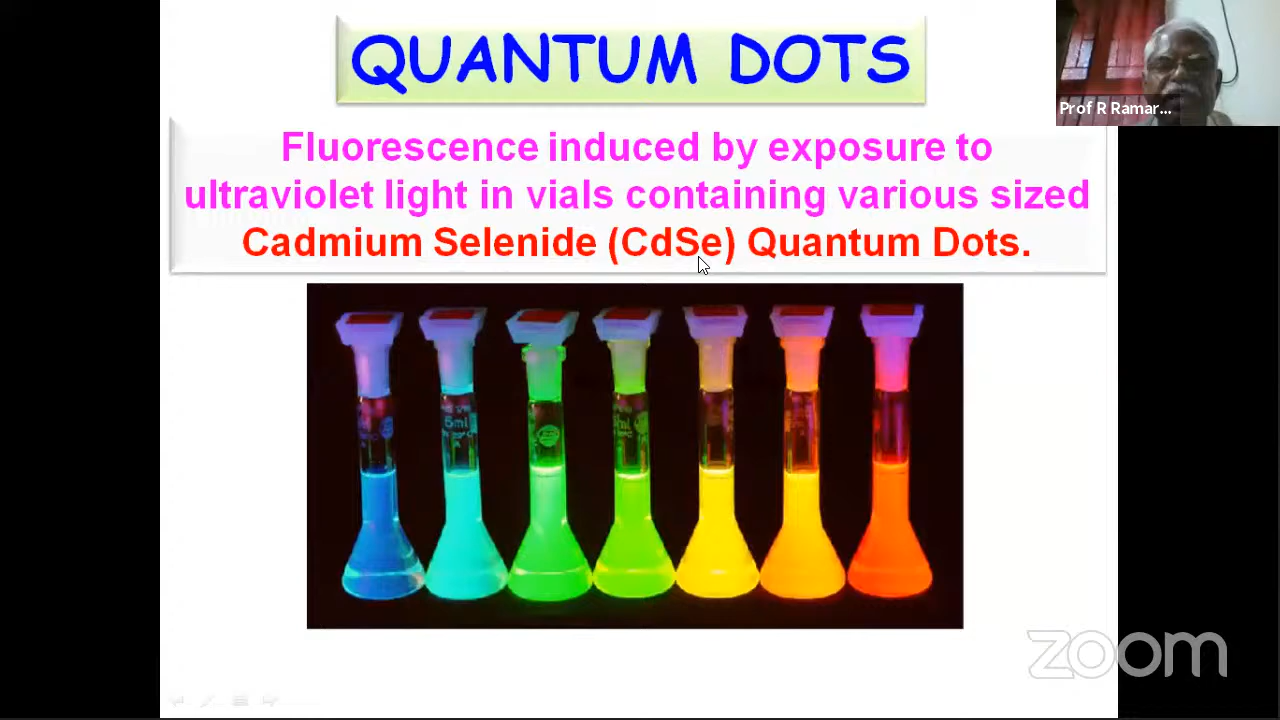 QUANTUM DOTS
Prof R Ramar...
Fluorescence induced by exposure to
ultraviolet light in vials containing various sized
Cadmium Selenide (CdSe) Quantum Dots.
5ml
zoom